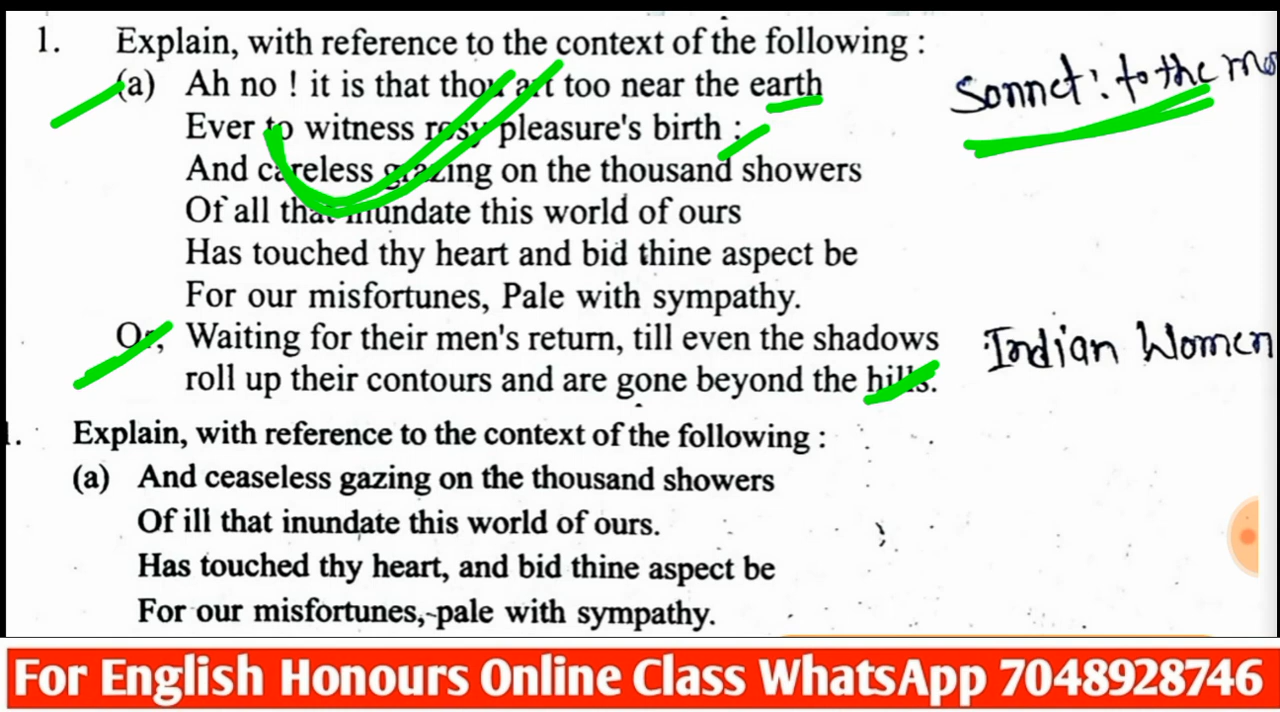 1. Explain, with reference to the context of the following :
(a) Ah no ! it is that thou art too near the earth
Sonnet : to the Mo
Ever to witness rosy pleasure's birth :
And careless grazing on the thousand showers
Of all that inundate this world of ours
Has touched thy heart and bid thine aspect be
For our misfortunes, Pale with sympathy.
Or, Waiting for their men's return, till even the shadows
Indian Women
roll up their contours and are gone beyond the hills.
1. Explain, with reference to the context of the following :
(a) And ceaseless gazing on the thousand showers
Of ill that inundate this world of ours.
Has touched thy heart, and bid thine aspect be
For our misfortunes, pale with sympathy.
For English Honours Online Class WhatsApp 7048928746